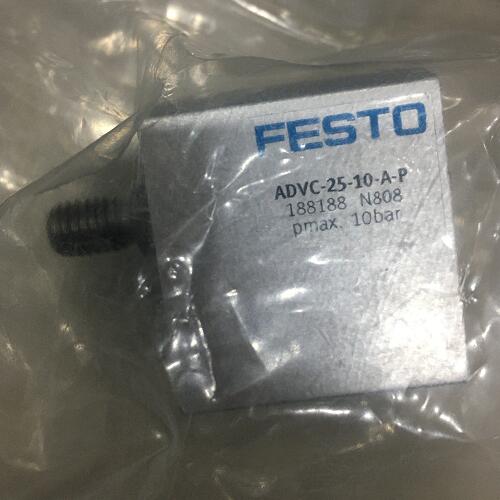 FESTO
ADVC-25-10-A-P
188188 N808
pmax. 10bar